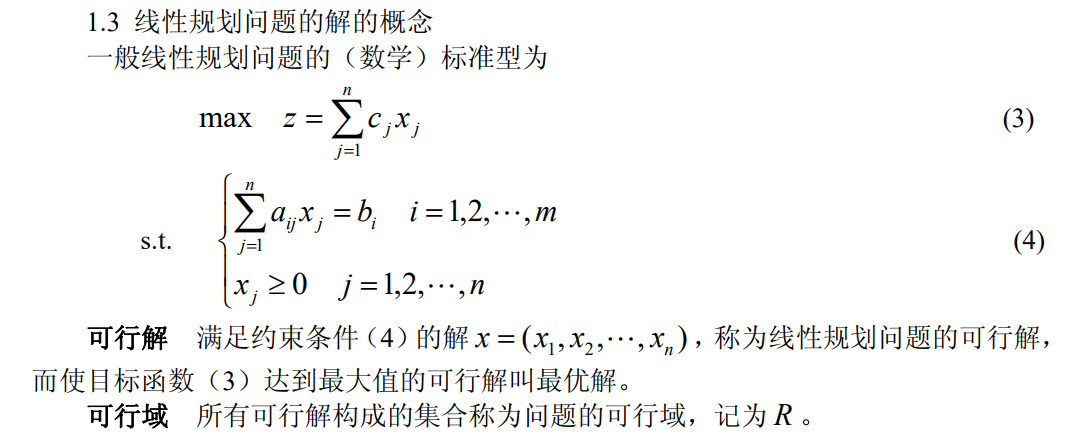 1.3 线性规划问题的解的概念
一般线性规划问题的（数学）标准型为
max z = \sum_{j=1}^{n} c_j x_j (3)
s.t. \begin{cases} \sum_{j=1}^{n} a_{ij} x_j = b_i \quad i = 1,2,\cdots,m \\ x_j \geq 0 \quad j = 1,2,\cdots,n \end{cases} (4)
可行解 满足约束条件（4）的解 x = (x_1, x_2, \cdots, x_n)，称为线性规划问题的可行解，
而使目标函数（3）达到最大值的可行解叫最优解。
可行域 所有可行解构成的集合称为问题的可行域，记为 R 。